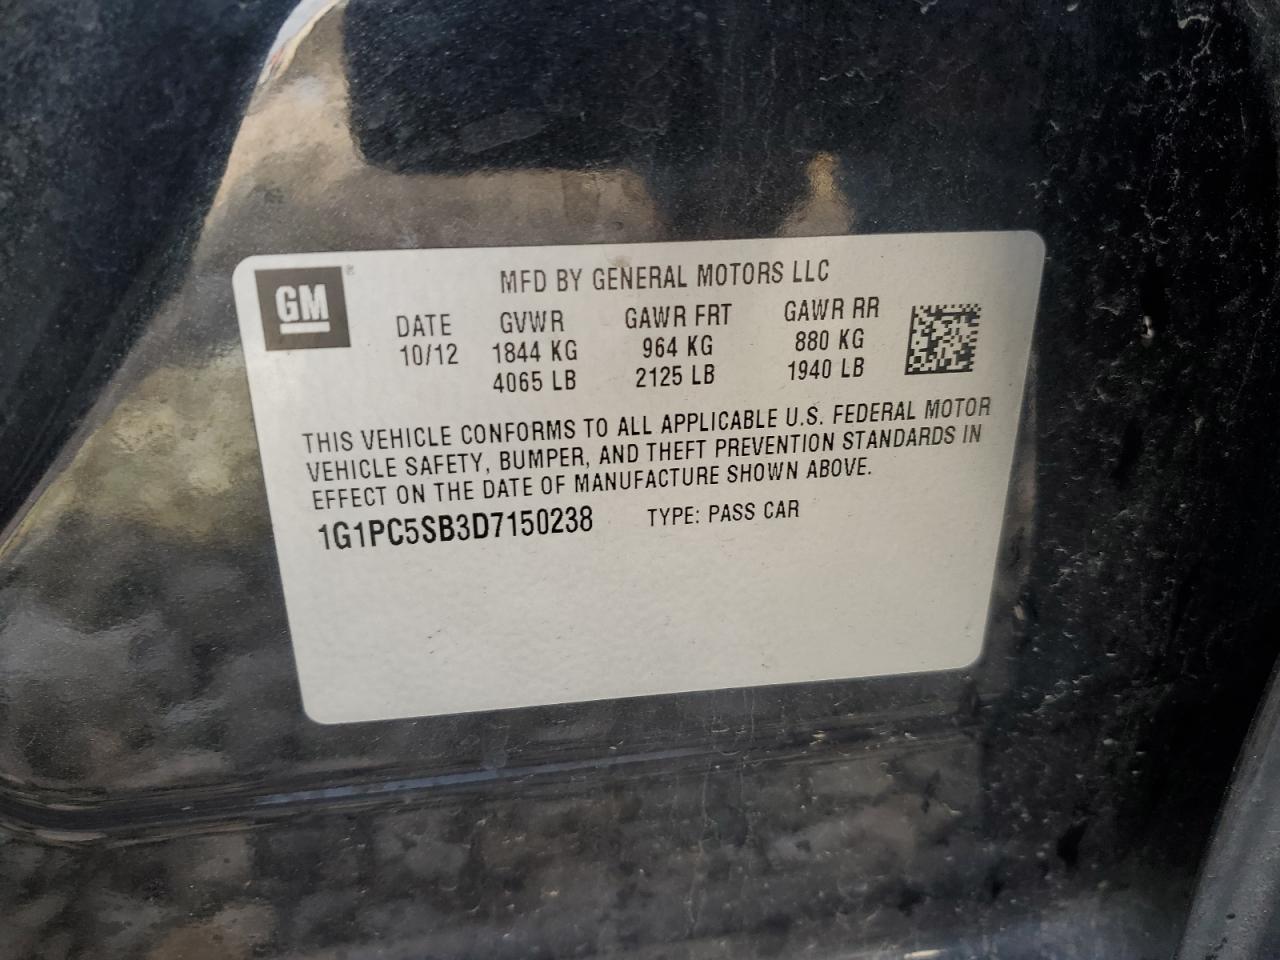 GM®
MFD BY GENERAL MOTORS LLC
DATE GVWR GAWR FRT GAWR RR
10/12 1844 KG 964 KG 880 KG
4065 LB 2125 LB 1940 LB
THIS VEHICLE CONFORMS TO ALL APPLICABLE U.S. FEDERAL MOTOR
VEHICLE SAFETY, BUMPER, AND THEFT PREVENTION STANDARDS IN
EFFECT ON THE DATE OF MANUFACTURE SHOWN ABOVE.
1G1PC5SB3D7150238 TYPE: PASS CAR